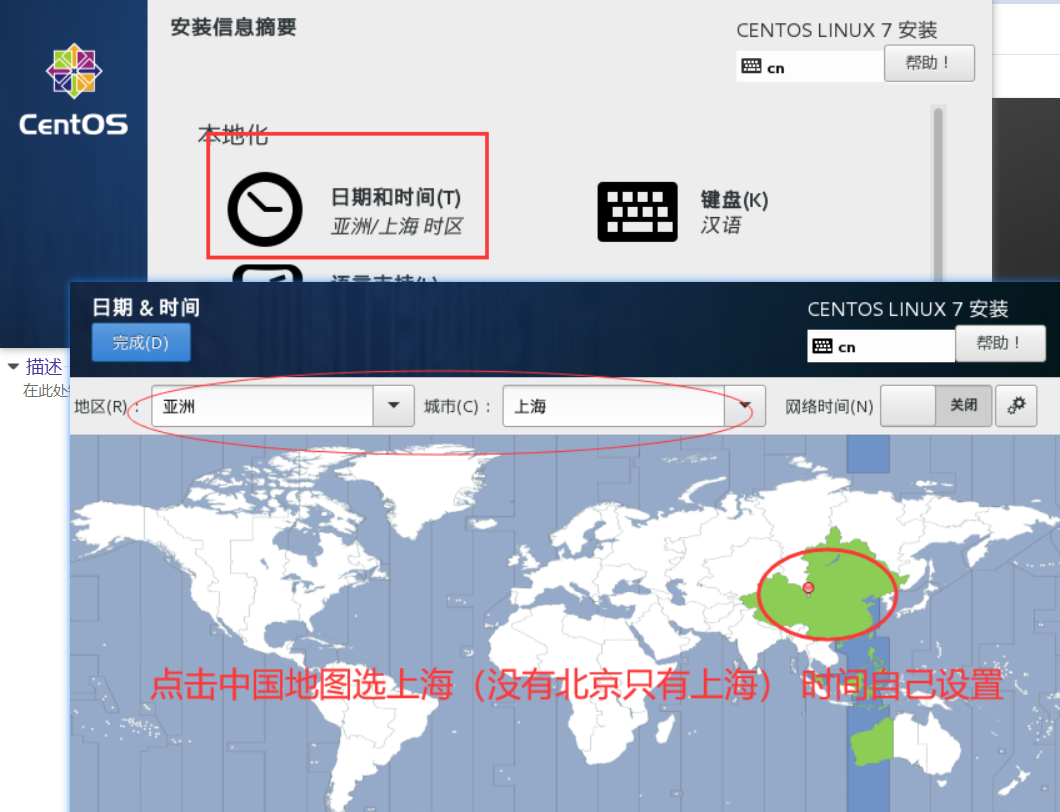 安装信息摘要
CENTOS LINUX 7 安装
cn
帮助！
CentOS
本地化
日期和时间(T)
亚洲/上海 时区
键盘(K)
汉语
日期 & 时间
CENTOS LINUX 7 安装
完成(D)
cn
帮助！
描述
在此处
地区(R)：
亚洲
城市(C)：
上海
网络时间(N)
关闭
点击中国地图选上海（没有北京只有上海） 时间自己设置